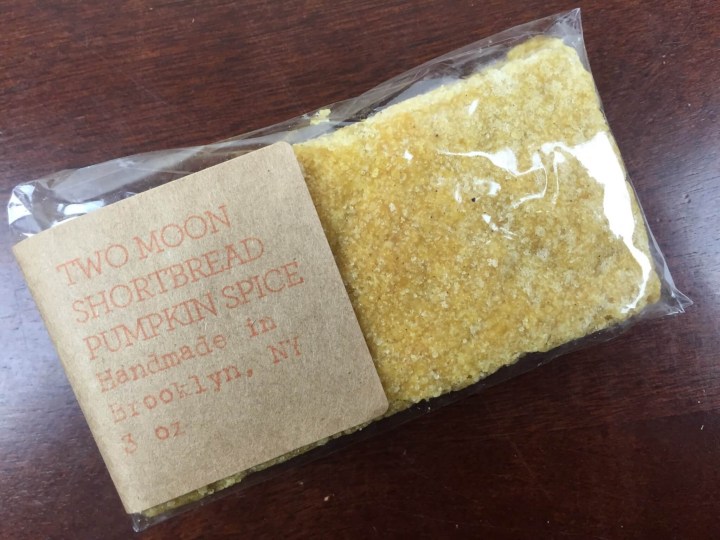 TWO MOON
SHORTBREAD
PUMPKIN SPICE
Handmade in
Brooklyn, NY
3 oz